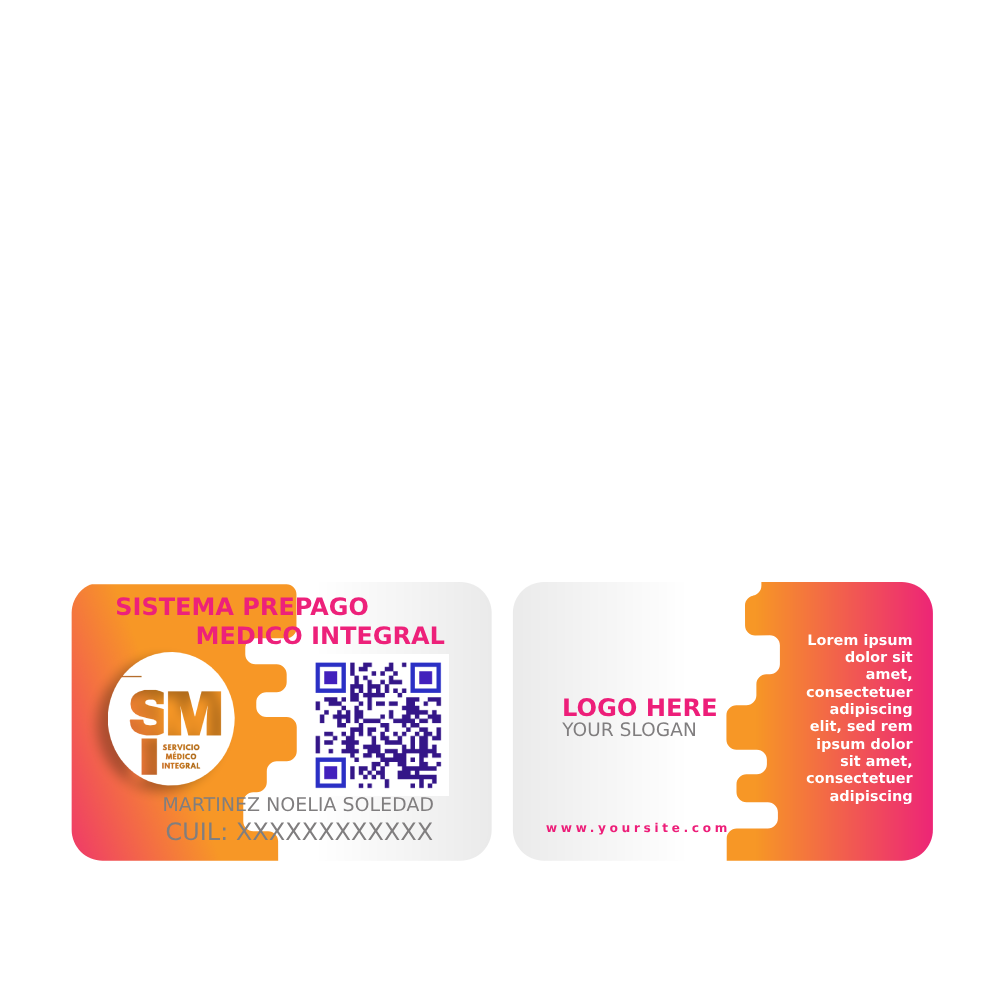 SISTEMA PREPAGO
MEDICO INTEGRAL
SM
I
SERVICIO
MÉDICO
INTEGRAL
MARTINEZ NOELIA SOLEDAD
CUIL: XXXXXXXXXXXX
LOGO HERE
YOUR SLOGAN
www.yoursite.com
Lorem ipsum
dolor sit
amet,
consectetuer
adipiscing
elit, sed rem
ipsum dolor
sit amet,
consectetuer
adipiscing